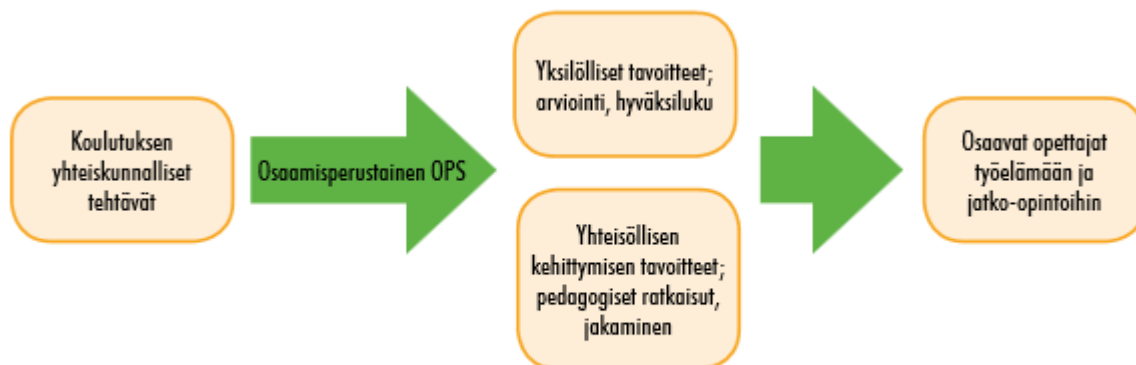 Koulutuksen
yhteiskunnalliset
tehtävät
Osaamisperustainen OPS
Yksilölliset tavoitteet;
arviointi, hyväksiluku
Yhteisöllisen
kehittymisen tavoitteet;
pedagogiset ratkaisut,
jakaminen
Osaavat opettajat
työelämään ja
jatko-opintoihin